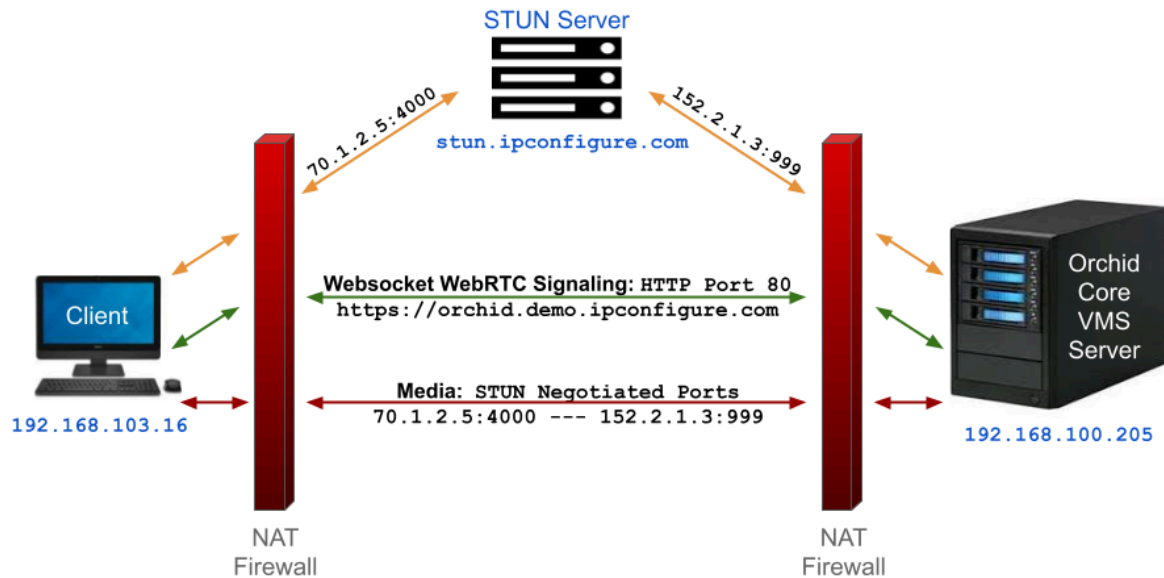 STUN Server
70.1.2.5:4000
152.2.1.3:999
stun.ipconfigure.com
Websocket WebRTC Signaling: HTTP Port 80
https://orchid.demo.ipconfigure.com
Client
Orchid
Core
VMS
Server
Media: STUN Negotiated Ports
70.1.2.5:4000 --- 152.2.1.3:999
192.168.103.16
192.168.100.205
NAT
Firewall
NAT
Firewall